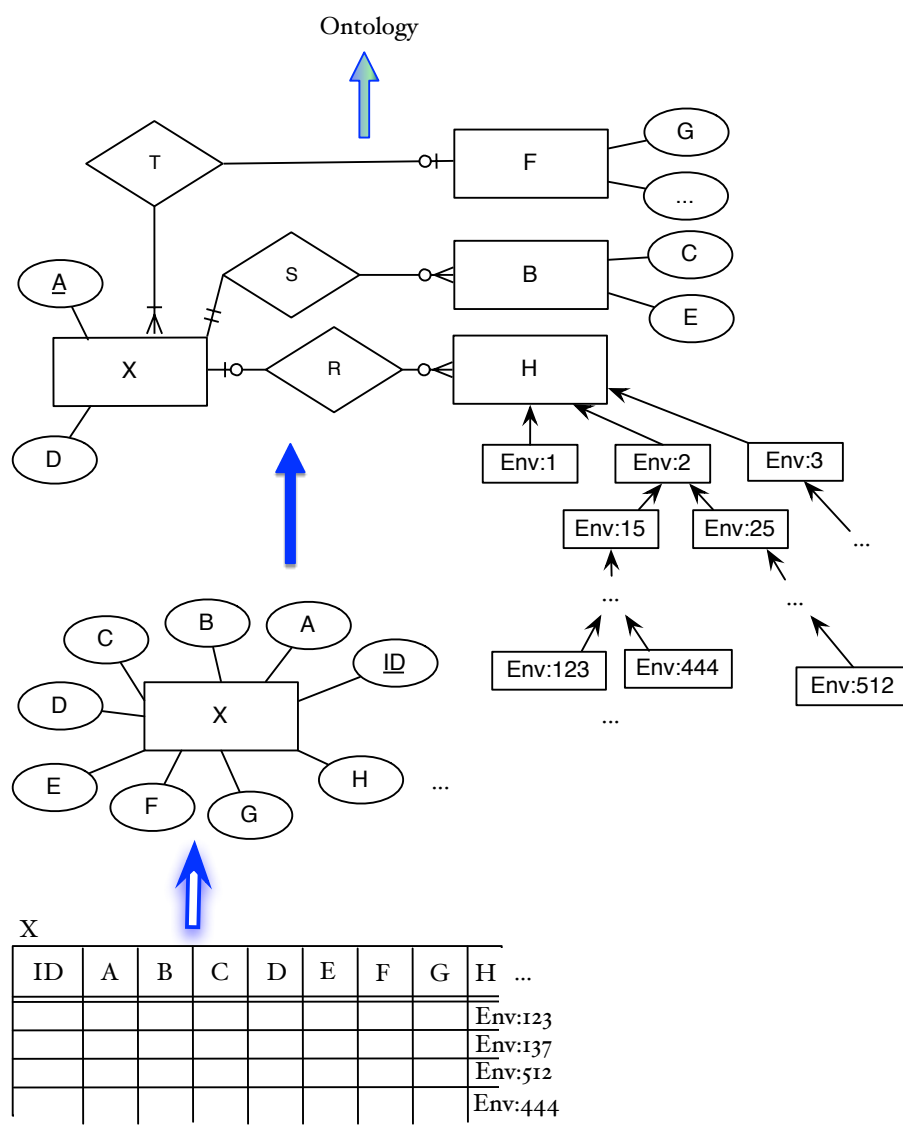 Ontology
G
T
F
...
C
S
B
A
E
X
R
H
D
Env:1
Env:2
Env:3
Env:15
Env:25
...
...
...
Env:123
Env:444
Env:512
...
B
A
C
ID
D
X
E
F
G
H
...
X
ID A B C D E F G H ...
Env:123
Env:137
Env:512
Env:444